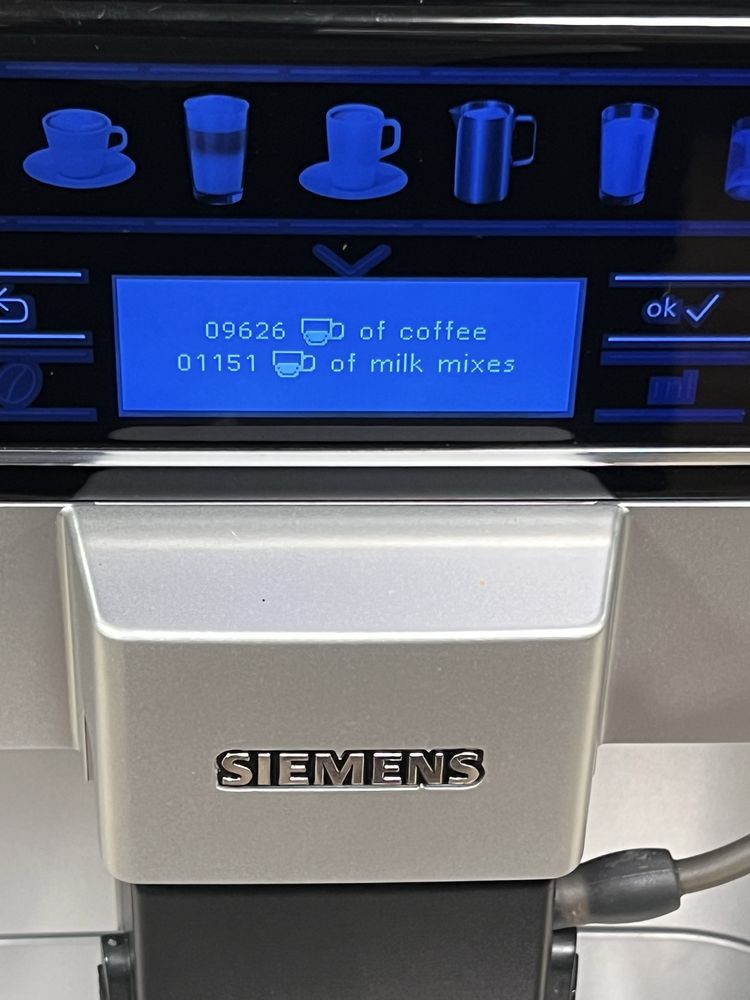 09626 of coffee
01151 of milk mixes
ok
ml
SIEMENS